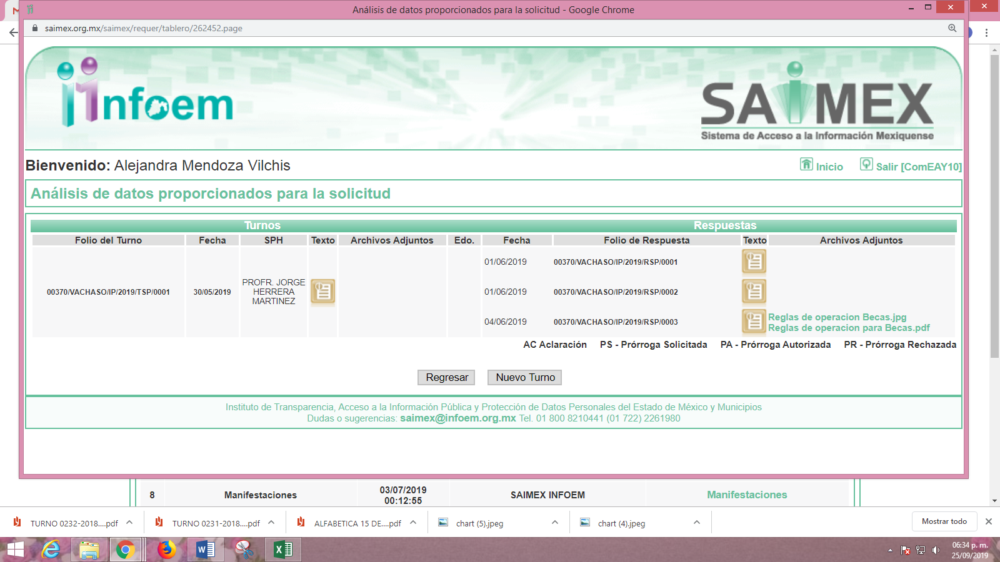 Análisis de datos proporcionados para la solicitud - Google Chrome
saimex.org.mx/saimex/requer/tablero/262452.page
infoem
SAIMEX
Sistema de Acceso a la Información Mexiquense
Bienvenido: Alejandra Mendoza Vilchis
Inicio
Salir [ComEAY10]
Análisis de datos proporcionados para la solicitud
Turnos
Respuestas
Folio del Turno
Fecha
SPH
Texto
Archivos Adjuntos
Edo.
Fecha
Folio de Respuesta
Texto
Archivos Adjuntos
00370/VACHASO/IP/2019/TSP/0001
30/05/2019
PROFR. JORGE
HERRERA
MARTINEZ
01/06/2019
00370/VACHASO/IP/2019/RSP/0001
01/06/2019
00370/VACHASO/IP/2019/RSP/0002
04/06/2019
00370/VACHASO/IP/2019/RSP/0003
Reglas de operacion Becas.jpg
Reglas de operacion para Becas.pdf
AC Aclaración
PS - Prórroga Solicitada
PA - Prórroga Autorizada
PR - Prórroga Rechazada
Regresar
Nuevo Turno
Instituto de Transparencia, Acceso a la Información Pública y Protección de Datos Personales del Estado de México y Municipios
Dudas o sugerencias: saimex@infoem.org.mx Tel. 01 800 8210441 (01 722) 2261980
8
Manifestaciones
03/07/2019
00:12:55
SAIMEX INFOEM
Manifestaciones
TURNO 0232-2018....pdf
TURNO 0231-2018....pdf
ALFABETICA 15 DE....pdf
chart (5).jpeg
chart (4).jpeg
Mostrar todo
06:34 p. m.
25/09/2019